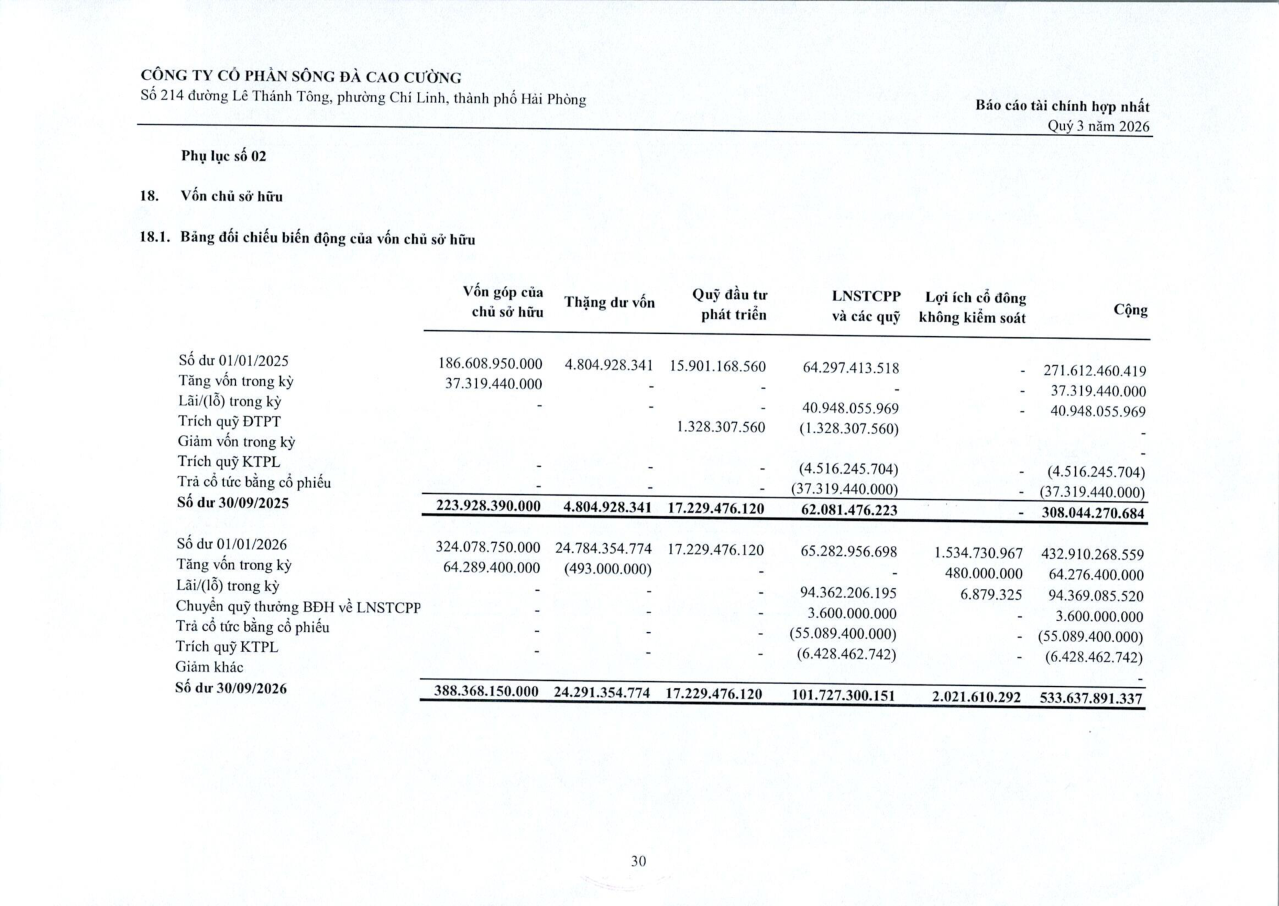 CÔNG TY CỔ PHẦN SÔNG ĐÀ CAO CƯỜNG
Số 214 đường Lê Thánh Tông, phường Chí Linh, thành phố Hải Phòng
Báo cáo tài chính hợp nhất
Quý 3 năm 2026
Phụ lục số 02
18. Vốn chủ sở hữu
18.1. Bảng đối chiếu biến động của vốn chủ sở hữu
Vốn góp của chủ sở hữu Thặng dư vốn Quỹ đầu tư phát triển LNSTCPP và các quỹ Lợi ích cổ đông không kiểm soát Cộng
Số dư 01/01/2025 186.608.950.000 4.804.928.341 15.901.168.560 64.297.413.518 - 271.612.460.419
Tăng vốn trong kỳ 37.319.440.000 - - - - 37.319.440.000
Lãi/(lỗ) trong kỳ - - - 40.948.055.969 - 40.948.055.969
Trích quỹ ĐTPT 1.328.307.560 (1.328.307.560) -
Giảm vốn trong kỳ -
Trích quỹ KTPL - - - (4.516.245.704) - (4.516.245.704)
Trả cổ tức bằng cổ phiếu - - - (37.319.440.000) - (37.319.440.000)
Số dư 30/09/2025 223.928.390.000 4.804.928.341 17.229.476.120 62.081.476.223 - 308.044.270.684
Số dư 01/01/2026 324.078.750.000 24.784.354.774 17.229.476.120 65.282.956.698 1.534.730.967 432.910.268.559
Tăng vốn trong kỳ 64.289.400.000 (493.000.000) - - 480.000.000 64.276.400.000
Lãi/(lỗ) trong kỳ - - - 94.362.206.195 6.879.325 94.369.085.520
Chuyển quỹ thưởng BĐH về LNSTCPP - - - 3.600.000.000 - 3.600.000.000
Trả cổ tức bằng cổ phiếu - - - (55.089.400.000) - (55.089.400.000)
Trích quỹ KTPL - - - (6.428.462.742) - (6.428.462.742)
Giảm khác -
Số dư 30/09/2026 388.368.150.000 24.291.354.774 17.229.476.120 101.727.300.151 2.021.610.292 533.637.891.337
30